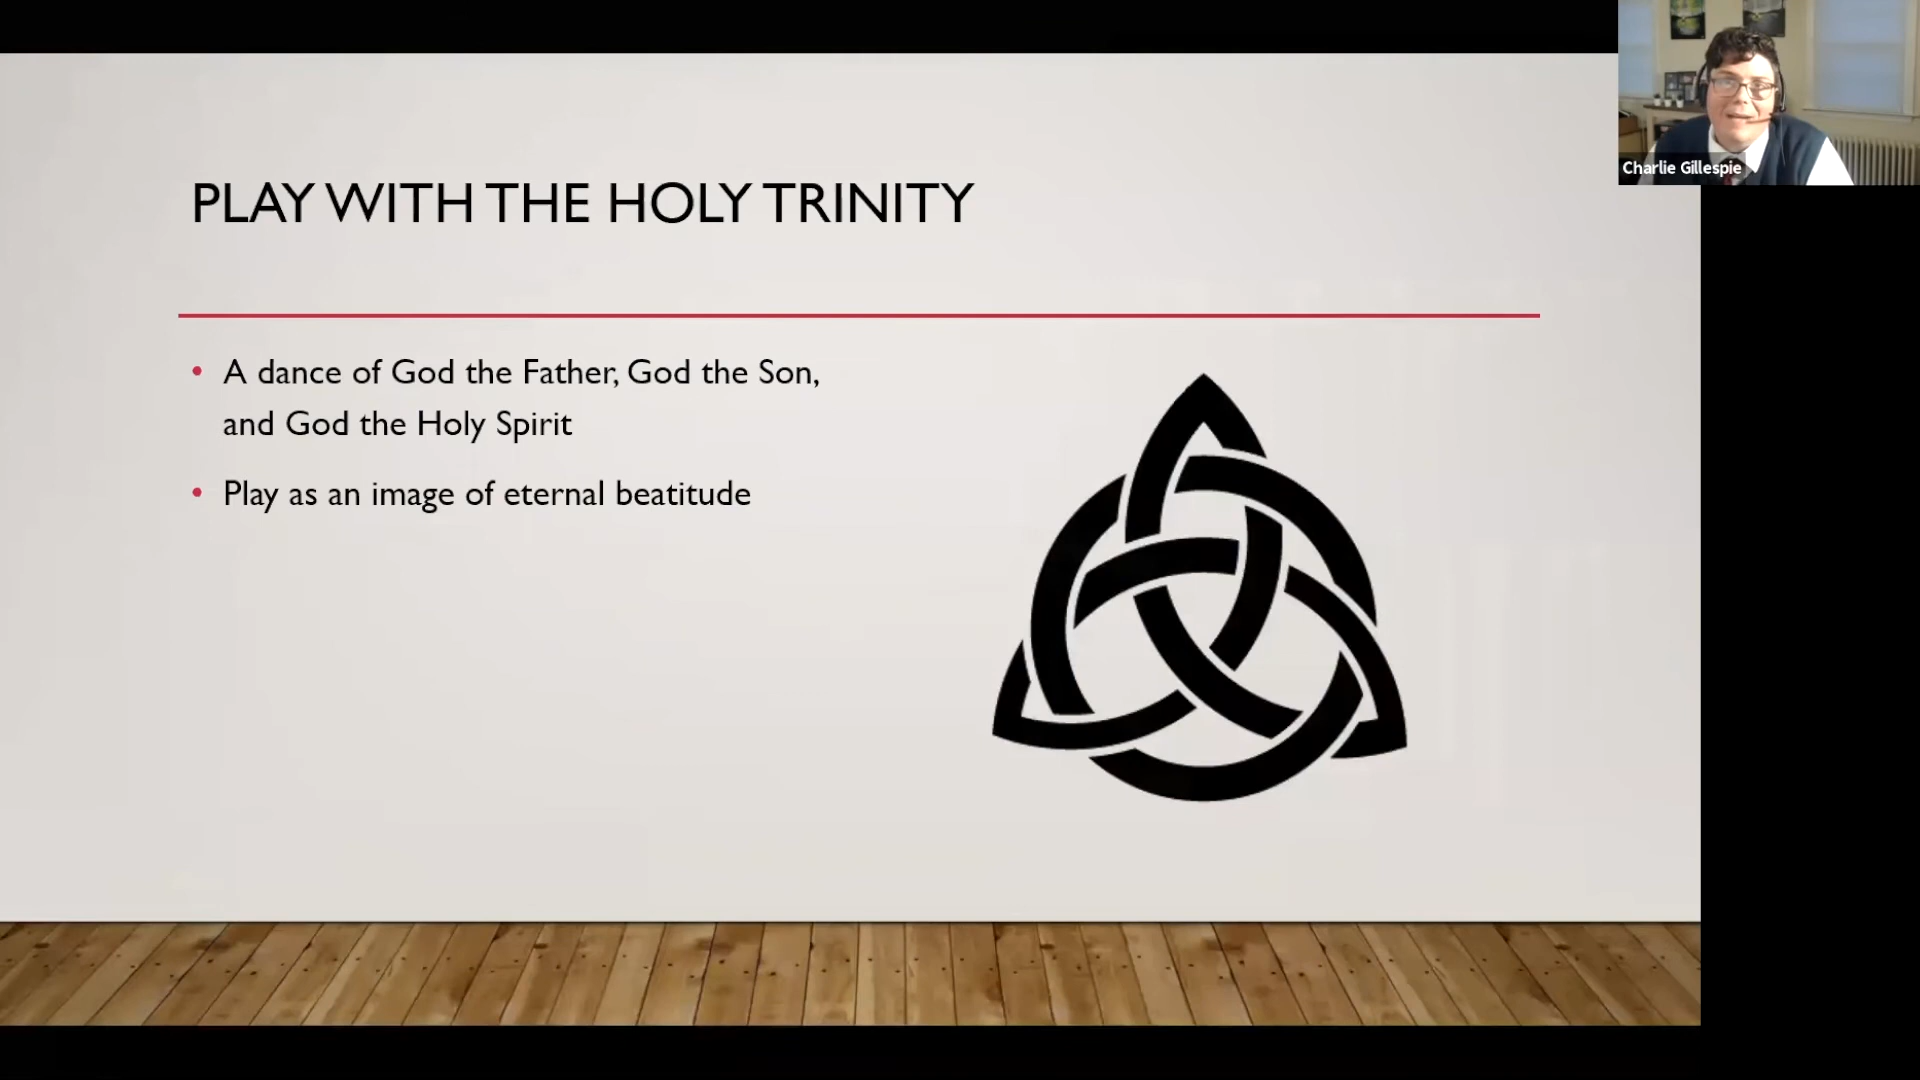 PLAY WITH THE HOLY TRINITY
• A dance of God the Father, God the Son,
and God the Holy Spirit
• Play as an image of eternal beatitude
Charlie Gillespie